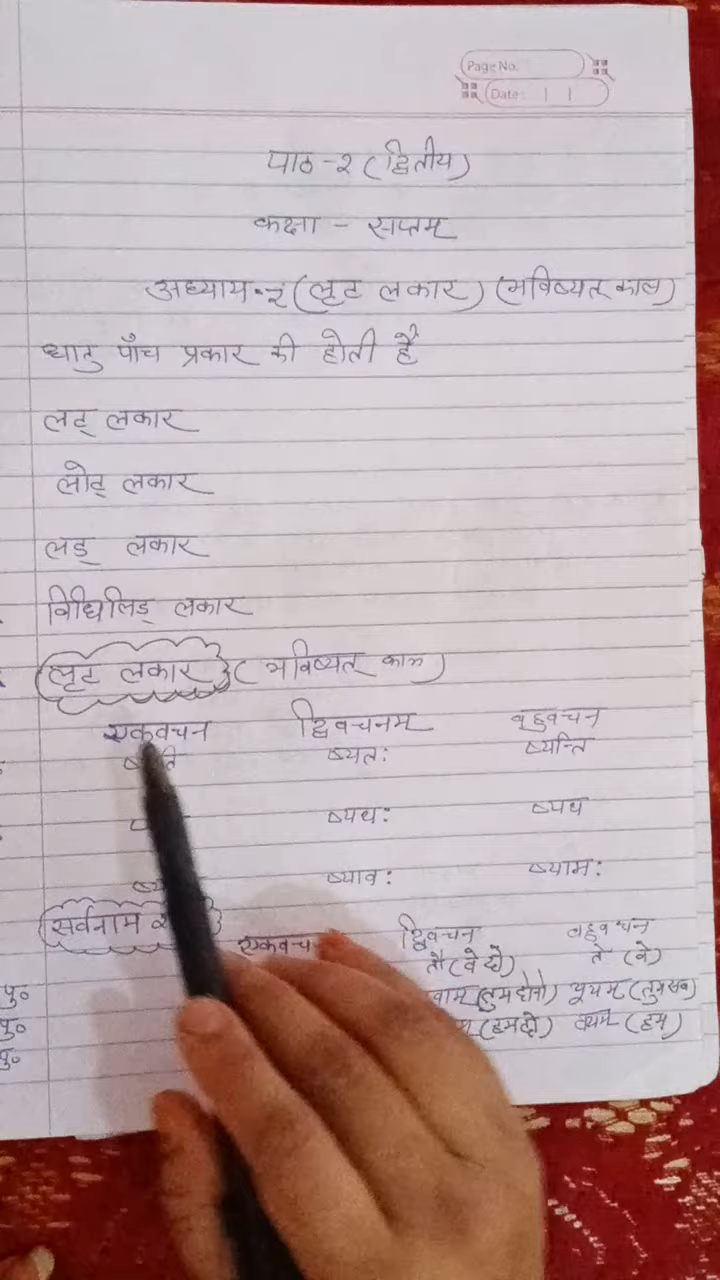 Page No.
Date:
पाठ-२ (द्वितीय)
कक्षा - सप्तम
अध्याय-२ (लृट लकार) (भविष्यत् काल)
धातु पाँच प्रकार की होती है
लट् लकार
लोट् लकार
लड् लकार
विधिलिड् लकार
लृट लकार (भविष्यत् काल)
एकवचन द्विवचनम बहुवचन
ष्यतः ष्यन्ति
ष्यथः ष्यथ
ष्यावः ष्यामः
सर्वनाम
द्विवचन बहुवचन
तौ (वे दो) ते (वे)
पु० (तुम दोनो) यूयम् (तुम सब)
पु० (हम दो) वयम् (हम)
पु०